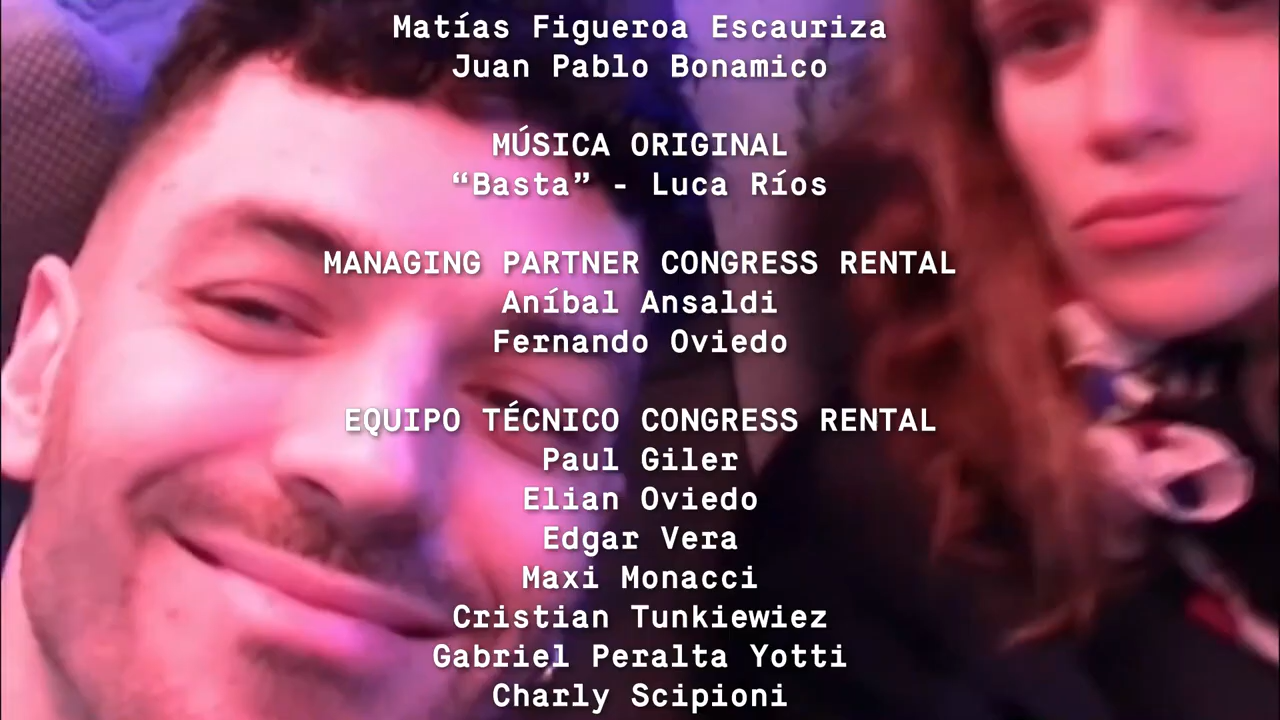 Matías Figueroa Escauriza
Juan Pablo Bonamico
MÚSICA ORIGINAL
“Basta” - Luca Ríos
MANAGING PARTNER CONGRESS RENTAL
Aníbal Ansaldi
Fernando Oviedo
EQUIPO TÉCNICO CONGRESS RENTAL
Paul Giler
Elian Oviedo
Edgar Vera
Maxi Monacci
Cristian Tunkiewiez
Gabriel Peralta Yotti
Charly Scipioni